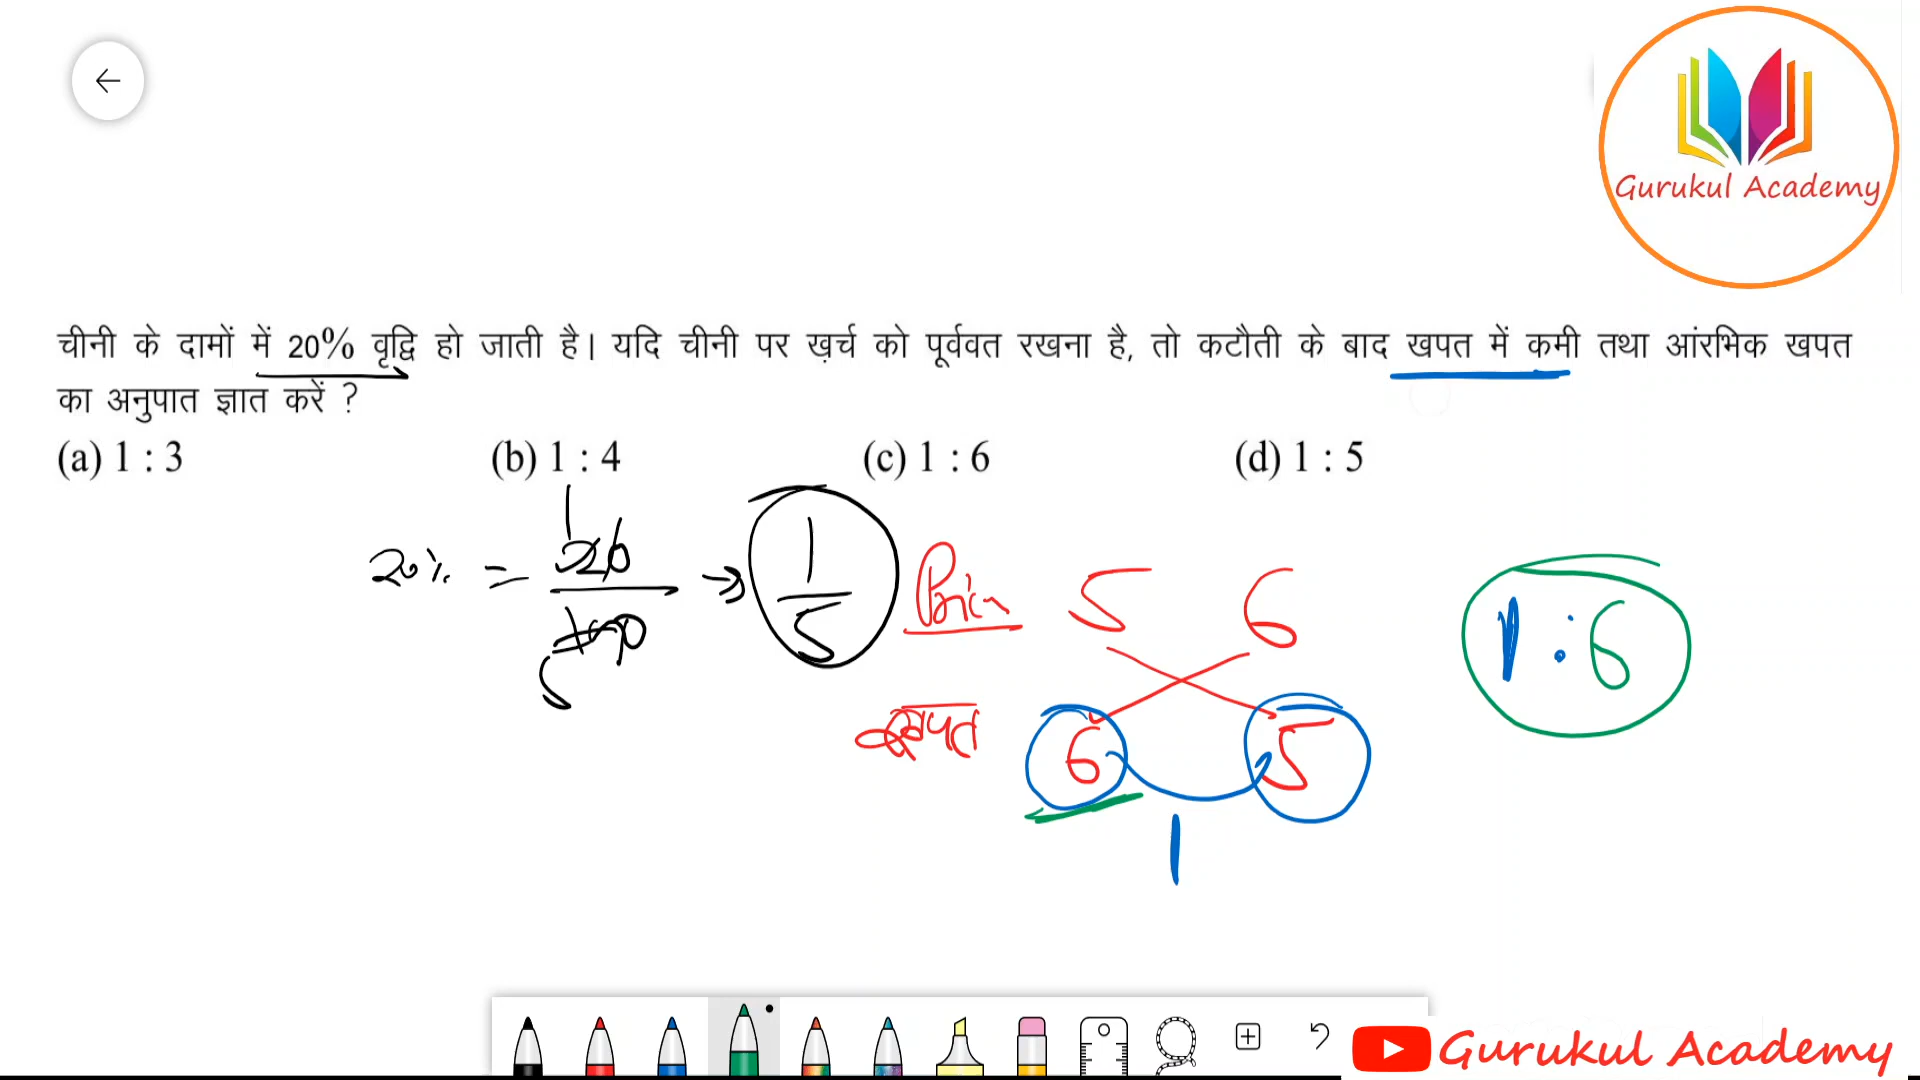 Gurukul Academy
चीनी के दामों में 20% वृद्वि हो जाती है। यदि चीनी पर ख़र्च को पूर्ववत रखना है, तो कटौती के बाद खपत में कमी तथा आंरभिक खपत
का अनुपात ज्ञात करें ?
(a) 1 : 3 (b) 1 : 4 (c) 1 : 6 (d) 1 : 5
1
20% = 20/100 → 1/5
5
Price 5 6
1 : 6
खपत 6 5
1
Gurukul Academy